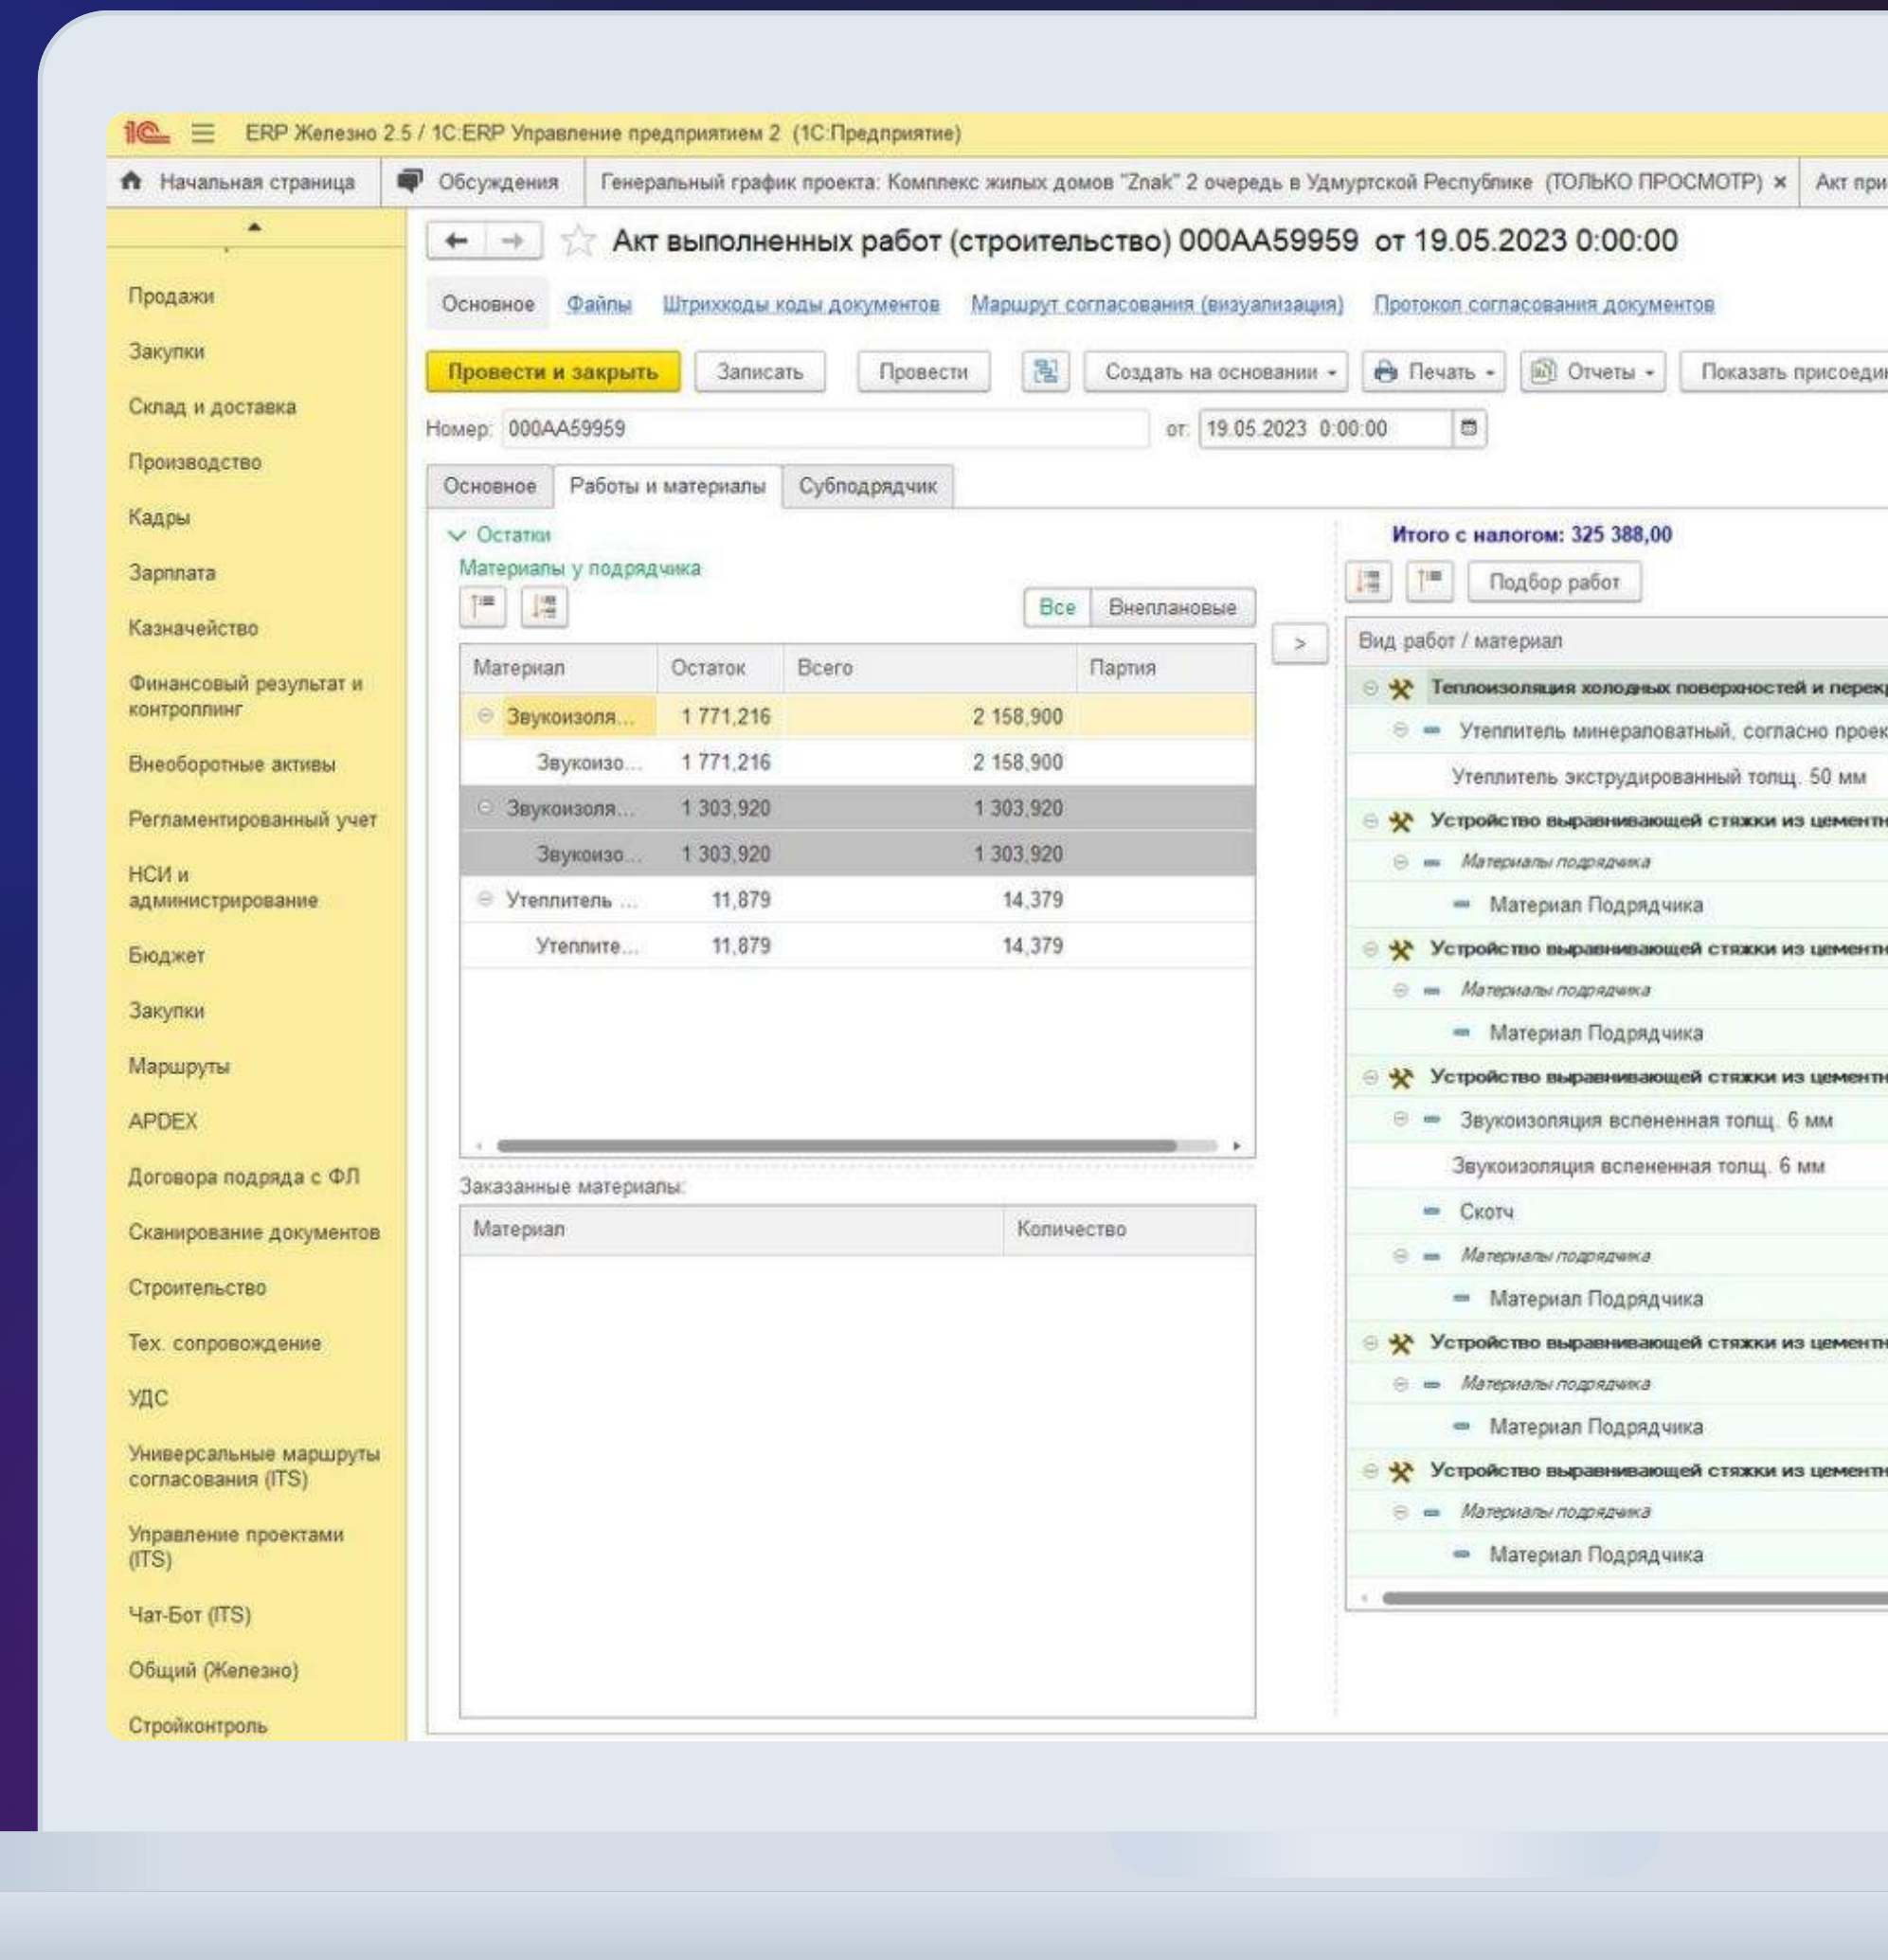 1С ERP Железно 2.5 / 1С:ERP Управление предприятием 2 (1С:Предприятие)
Начальная страница Обсуждения Генеральный график проекта: Комплекс жилых домов "Znak" 2 очередь в Удмуртской Республике (ТОЛЬКО ПРОСМОТР) × Акт при
Продажи
Закупки
Склад и доставка
Производство
Кадры
Зарплата
Казначейство
Финансовый результат и
контроллинг
Внеоборотные активы
Регламентированный учет
НСИ и
администрирование
Бюджет
Закупки
Маршруты
APDEX
Договора подряда с ФЛ
Сканирование документов
Строительство
Тех. сопровождение
УДС
Универсальные маршруты
согласования (ITS)
Управление проектами
(ITS)
Чат-Бот (ITS)
Общий (Железно)
Стройконтроль
Акт выполненных работ (строительство) 000АА59959 от 19.05.2023 0:00:00
Основное Файлы Штрихкоды коды документов Маршрут согласования (визуализация) Протокол согласования документов
Провести и закрыть Записать Провести Создать на основании Печать Отчеты Показать присоеди
Номер: 000АА59959 от: 19.05.2023 0:00:00
Основное Работы и материалы Субподрядчик
Остатки
Материалы у подрядчика
Все Внеплановые
Материал Остаток Всего Партия
Звукоизоля... 1 771,216 2 158,900
Звукоизо... 1 771,216 2 158,900
Звукоизоля... 1 303,920 1 303,920
Звукоизо... 1 303,920 1 303,920
Утеплитель ... 11,879 14,379
Утеплите... 11,879 14,379
Заказанные материалы:
Материал Количество
>
Итого с налогом: 325 388,00
Подбор работ
Вид работ / материал
Теплоизоляция холодных поверхностей и перек
Утеплитель минераловатный, согласно проек
Утеплитель экструдированный толщ. 50 мм
Устройство выравнивающей стяжки из цементн
Материалы подрядчика
Материал Подрядчика
Устройство выравнивающей стяжки из цементн
Материалы подрядчика
Материал Подрядчика
Устройство выравнивающей стяжки из цементн
Звукоизоляция вспененная толщ. 6 мм
Звукоизоляция вспененная толщ. 6 мм
Скотч
Материалы подрядчика
Материал Подрядчика
Устройство выравнивающей стяжки из цементн
Материалы подрядчика
Материал Подрядчика
Устройство выравнивающей стяжки из цементн
Материалы подрядчика
Материал Подрядчика